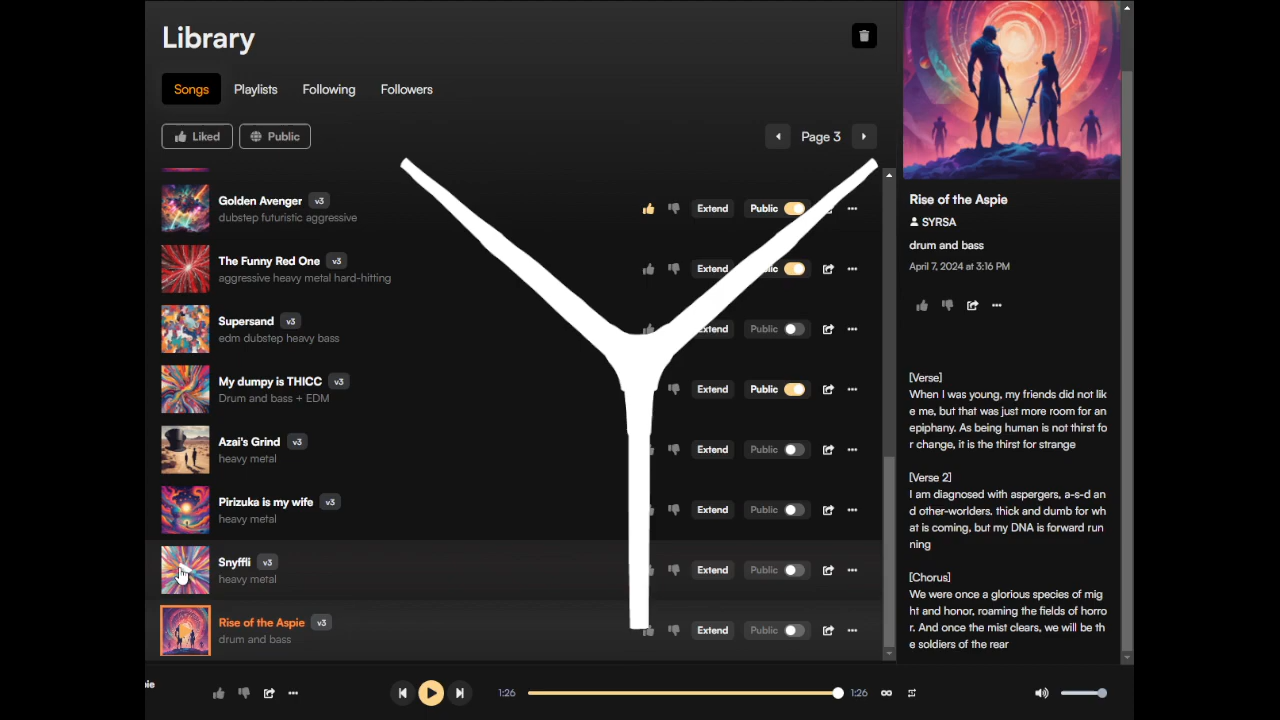 Library
Songs Playlists Following Followers
Liked Public
Page 3
Golden Avenger v3
dubstep futuristic aggressive
Extend Public
The Funny Red One v3
aggressive heavy metal hard-hitting
Extend
Supersand v3
edm dubstep heavy bass
Public
My dumpy is THICC v3
Drum and bass + EDM
Extend Public
Azai's Grind v3
heavy metal
Extend Public
Pirizuka is my wife v3
heavy metal
Extend Public
Snyffli v3
heavy metal
Extend Public
Rise of the Aspie v3
drum and bass
Extend Public
Rise of the Aspie
SYRSA
drum and bass
April 7, 2024 at 3:16 PM
[Verse]
When I was young, my friends did not lik
e me, but that was just more room for an
epiphany. As being human is not thirst fo
r change, it is the thirst for strange
[Verse 2]
I am diagnosed with aspergers, a-s-d an
d other-worlders. thick and dumb for wh
at is coming, but my DNA is forward run
ning
[Chorus]
We were once a glorious species of mig
ht and honor, roaming the fields of horro
r. And once the mist clears, we will be th
e soldiers of the rear
pie
1:26 1:26